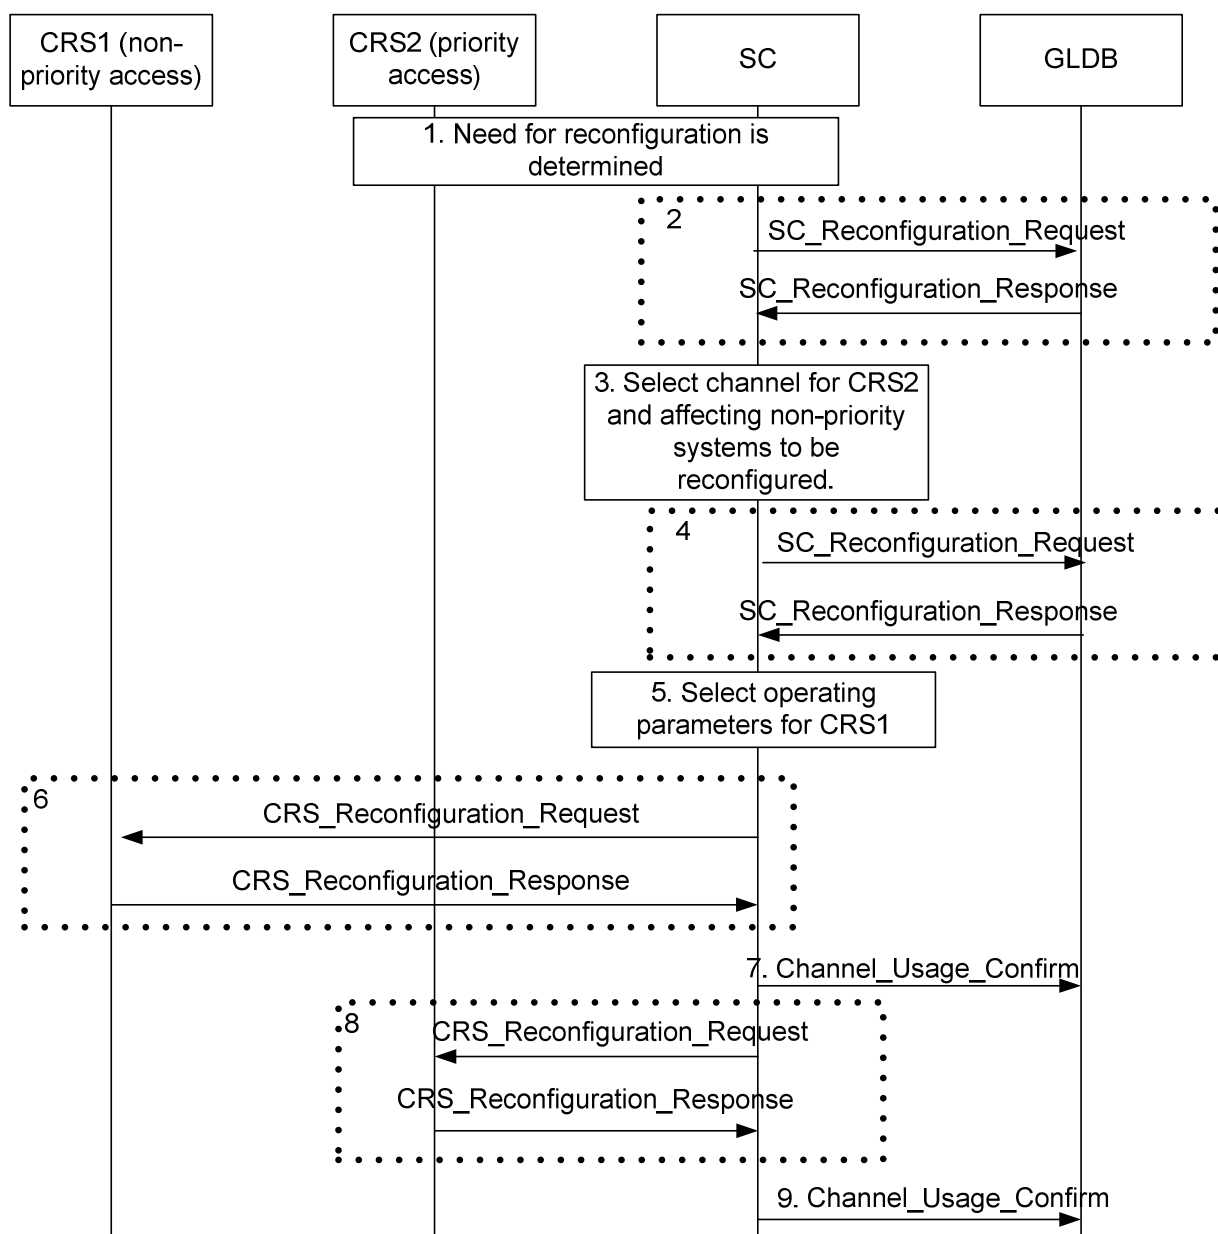 CRS1 (non-
priority access)
CRS2 (priority
access)
SC
GLDB
1. Need for reconfiguration is
determined
2
SC_Reconfiguration_Request
SC_Reconfiguration_Response
3. Select channel for CRS2
and affecting non-priority
systems to be
reconfigured.
4
SC_Reconfiguration_Request
SC_Reconfiguration_Response
5. Select operating
parameters for CRS1
6
CRS_Reconfiguration_Request
CRS_Reconfiguration_Response
7. Channel_Usage_Confirm
8
CRS_Reconfiguration_Request
CRS_Reconfiguration_Response
9. Channel_Usage_Confirm